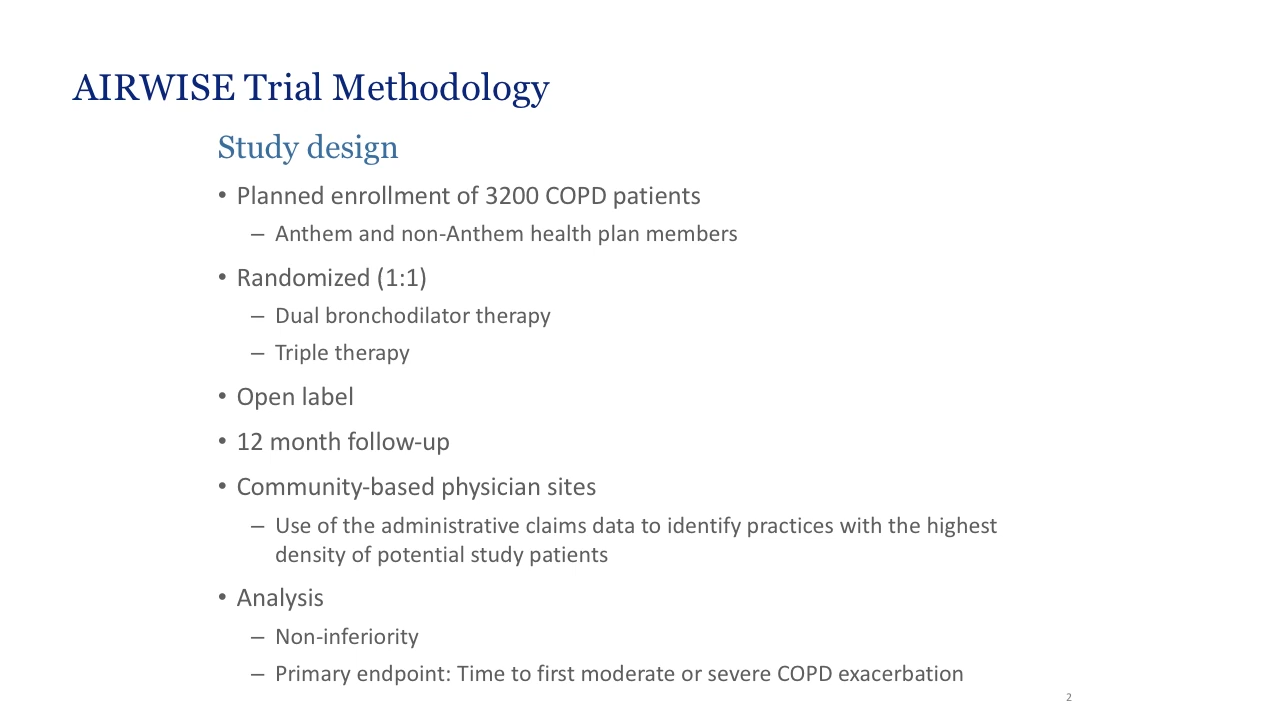 AIRWISE Trial Methodology
Study design
• Planned enrollment of 3200 COPD patients
– Anthem and non-Anthem health plan members
• Randomized (1:1)
– Dual bronchodilator therapy
– Triple therapy
• Open label
• 12 month follow-up
• Community-based physician sites
– Use of the administrative claims data to identify practices with the highest
density of potential study patients
• Analysis
– Non-inferiority
– Primary endpoint: Time to first moderate or severe COPD exacerbation
2